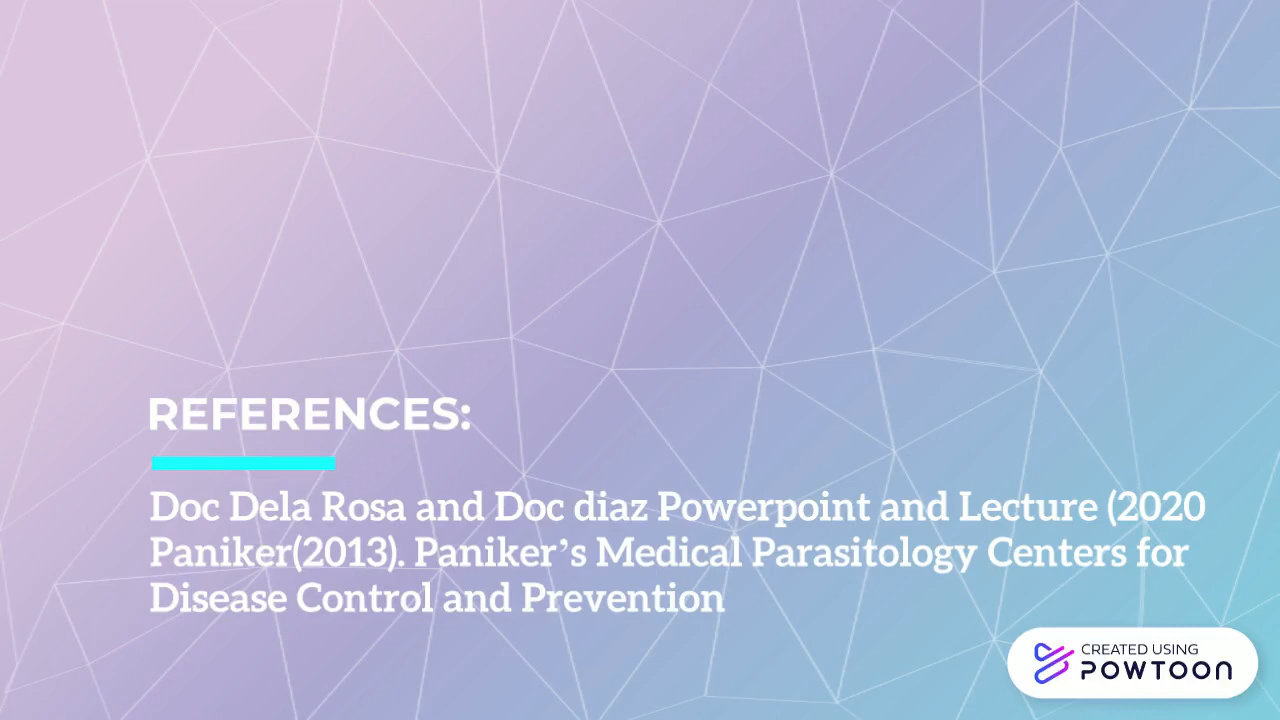 REFERENCES:
Doc Dela Rosa and Doc diaz Powerpoint and Lecture (2020
Paniker(2013). Paniker’s Medical Parasitology Centers for
Disease Control and Prevention
CREATED USING
POWTOON